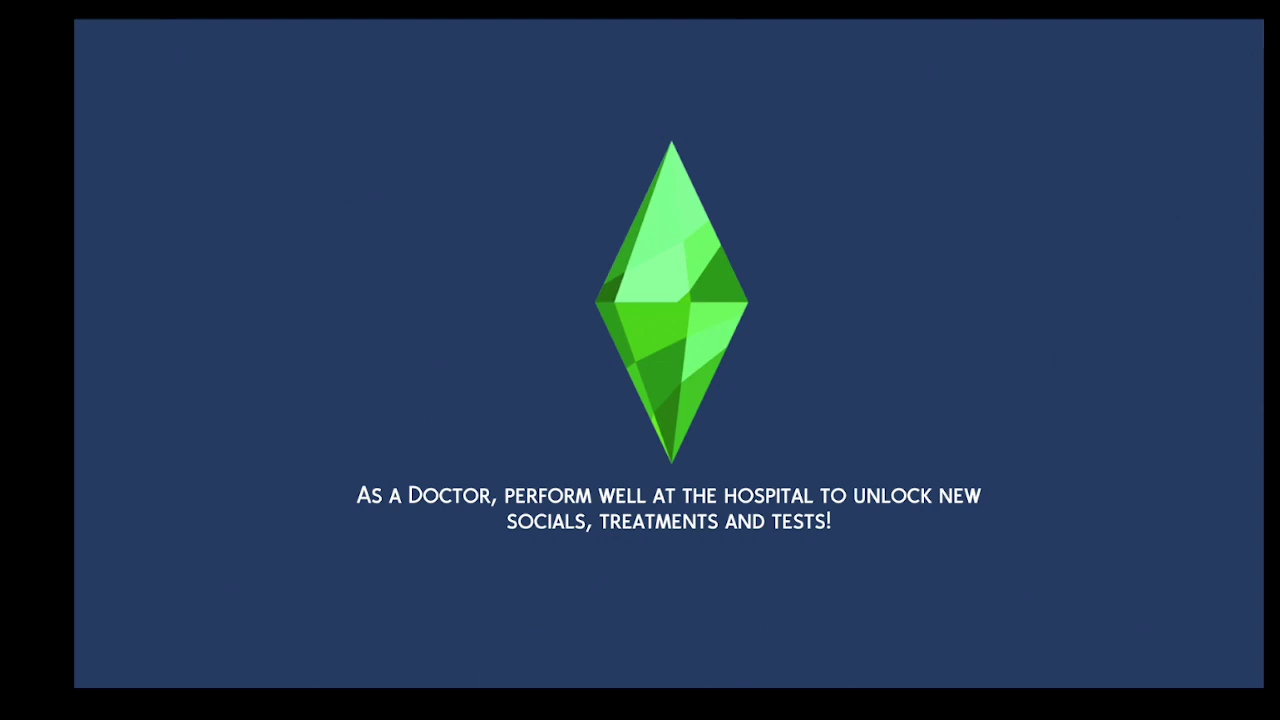 As a Doctor, perform well at the hospital to unlock new
socials, treatments and tests!